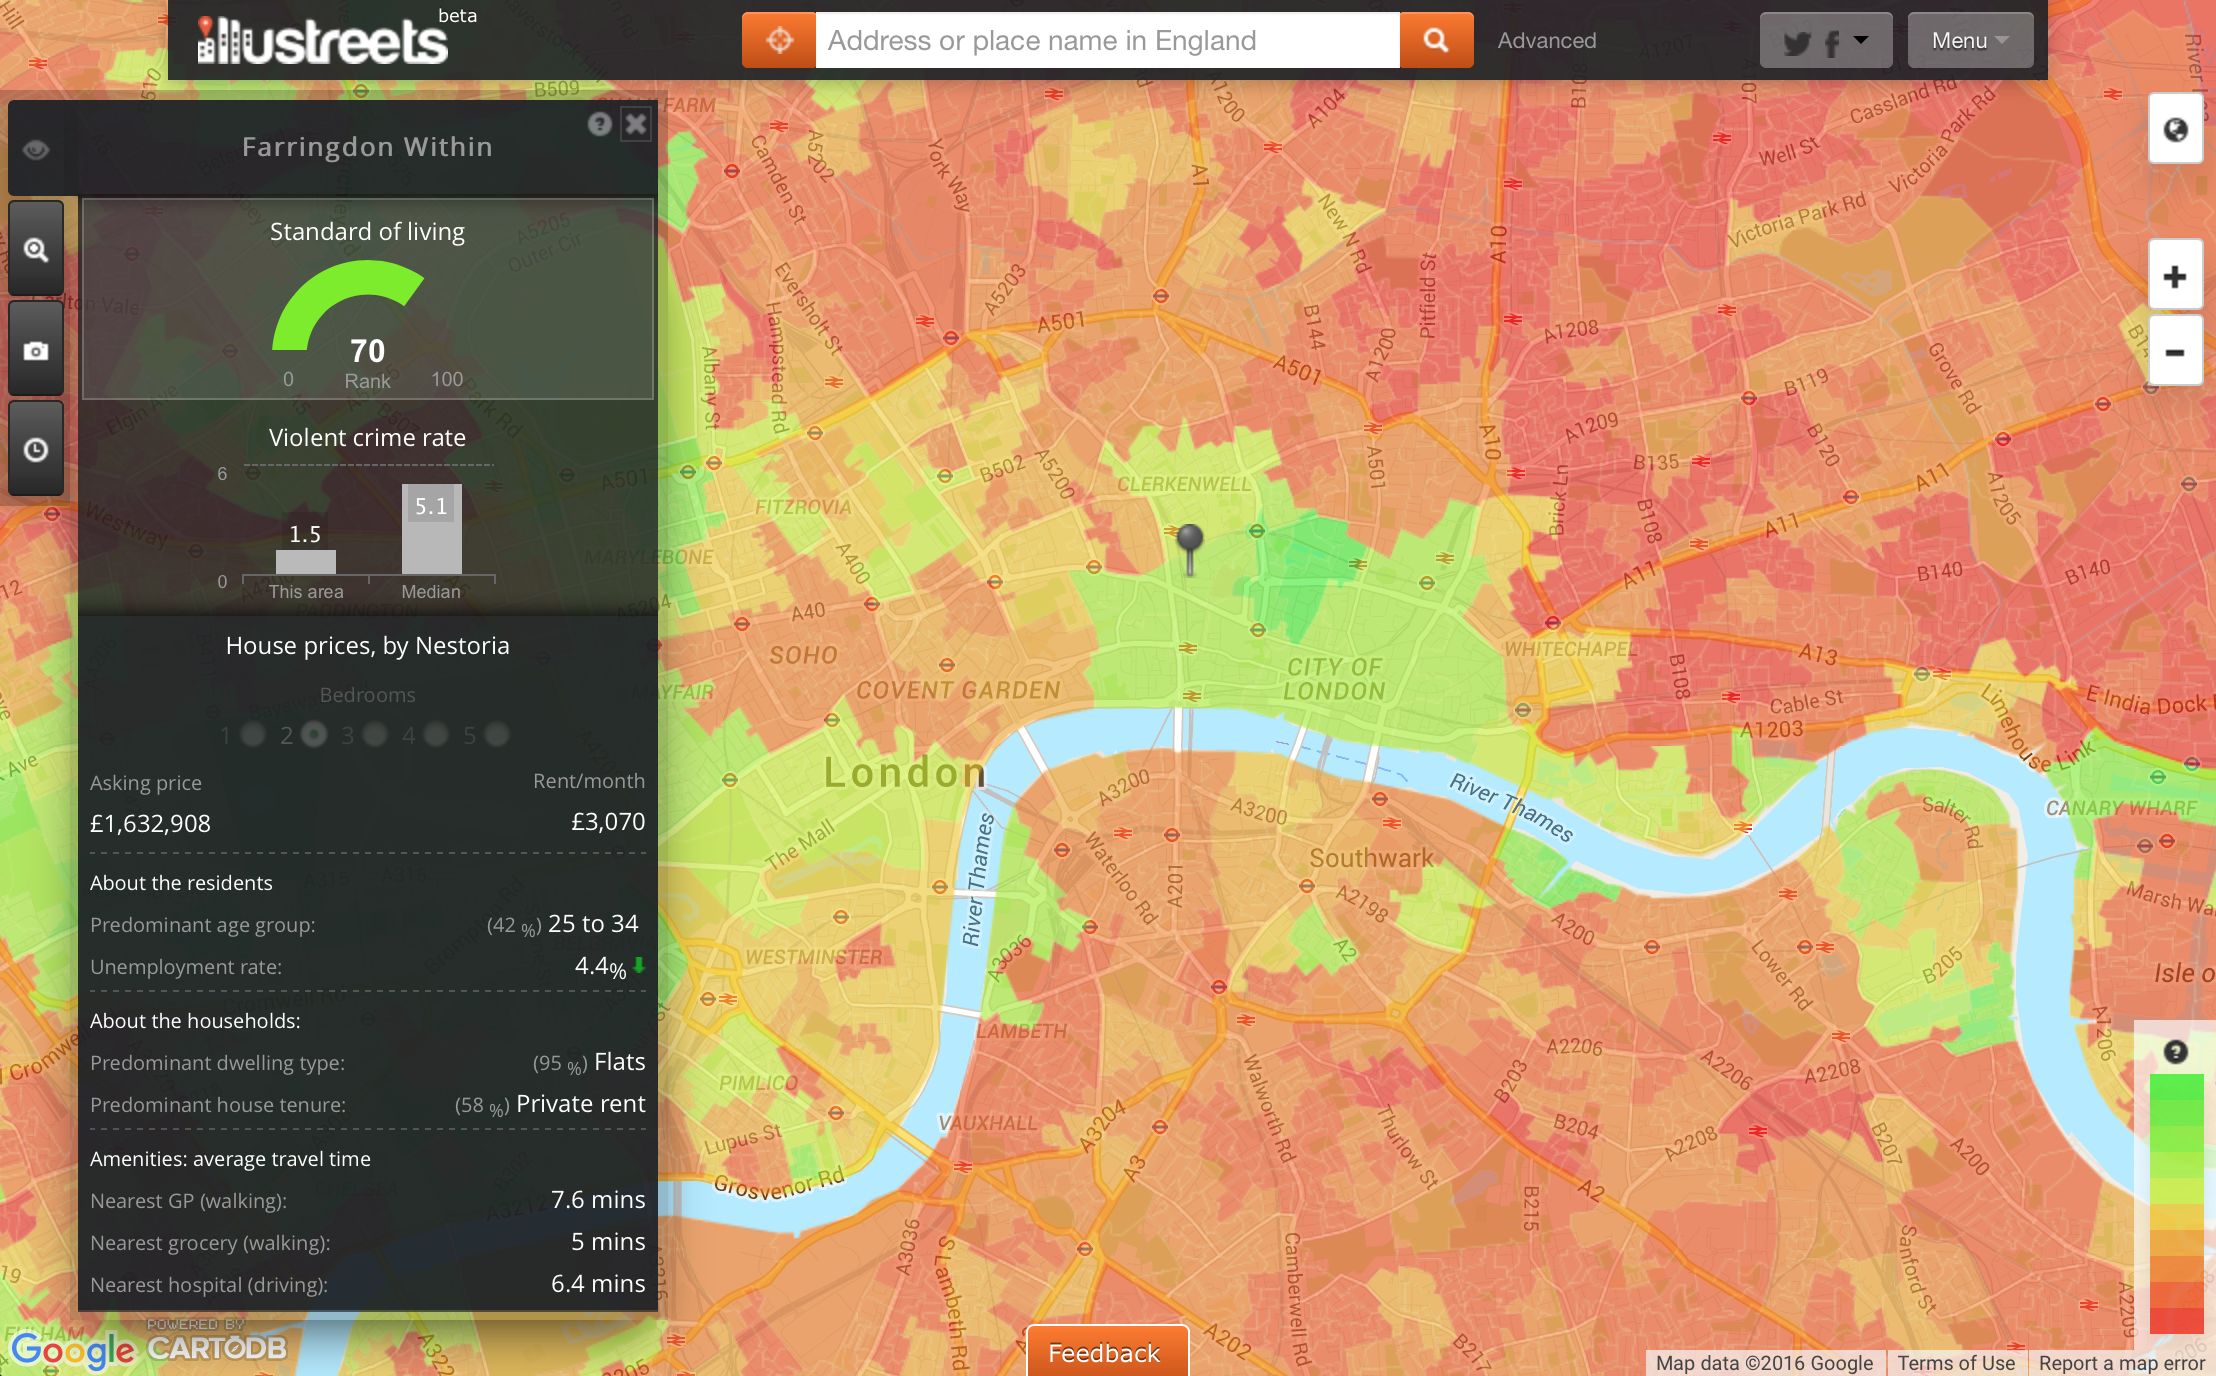 illustreets beta
Address or place name in England
Advanced
Menu
Farringdon Within
Standard of living
70
0 Rank 100
Violent crime rate
6
5.1
1.5
0
This area Median
House prices, by Nestoria
Bedrooms
1 2 3 4 5
Asking price Rent/month
£1,632,908 £3,070
About the residents
Predominant age group: (42 %) 25 to 34
Unemployment rate: 4.4%
About the households:
Predominant dwelling type: (95 %) Flats
Predominant house tenure: (58 %) Private rent
Amenities: average travel time
Nearest GP (walking): 7.6 mins
Nearest grocery (walking): 5 mins
Nearest hospital (driving): 6.4 mins
B509
Camden St
A5202
York Way
A1
A1200
A104
Cassland Rd
Well St
Victoria Park Rd
Victoria Park Rd
New N Rd
Pitfield St
A10
Eversholt St
Hampstead Rd
Albany St
A5203
A501
A501
B144
A1200
A1208
B119
Grove Rd
A1209
B135
B120
A11
A1205
A10
A501
B502
A5200
CLERKENWELL
FITZROVIA
MARYLEBONE
A400
A40
Brick Ln
B108
A11
A11
B140
B140
SOHO
COVENT GARDEN
CITY OF
LONDON
WHITECHAPEL
A13
B108
Cable St
A1203
E India Dock
Limehouse Link
London
The Mall
River Thames
River Thames
A3200
A3200
Waterloo Rd
A201
Southwark
A2198
Salter Rd
CANARY WHARF
WESTMINSTER
A3036
A2
A200
Lower Rd
B205
Isle o
A1206
LAMBETH
PIMLICO
VAUXHALL
Lupus St
Grosvenor Rd
A3204
A3
Walworth Rd
Thurlow St
B203
A2206
A2206
A2208
B204
A2208
B207
A200
A2
B215
A3036
S Lambeth Rd
Camberwell Rd
Sanford St
A2209
A202
B217
Google
POWERED BY
CARTODB
Feedback
Map data ©2016 Google
Terms of Use
Report a map error